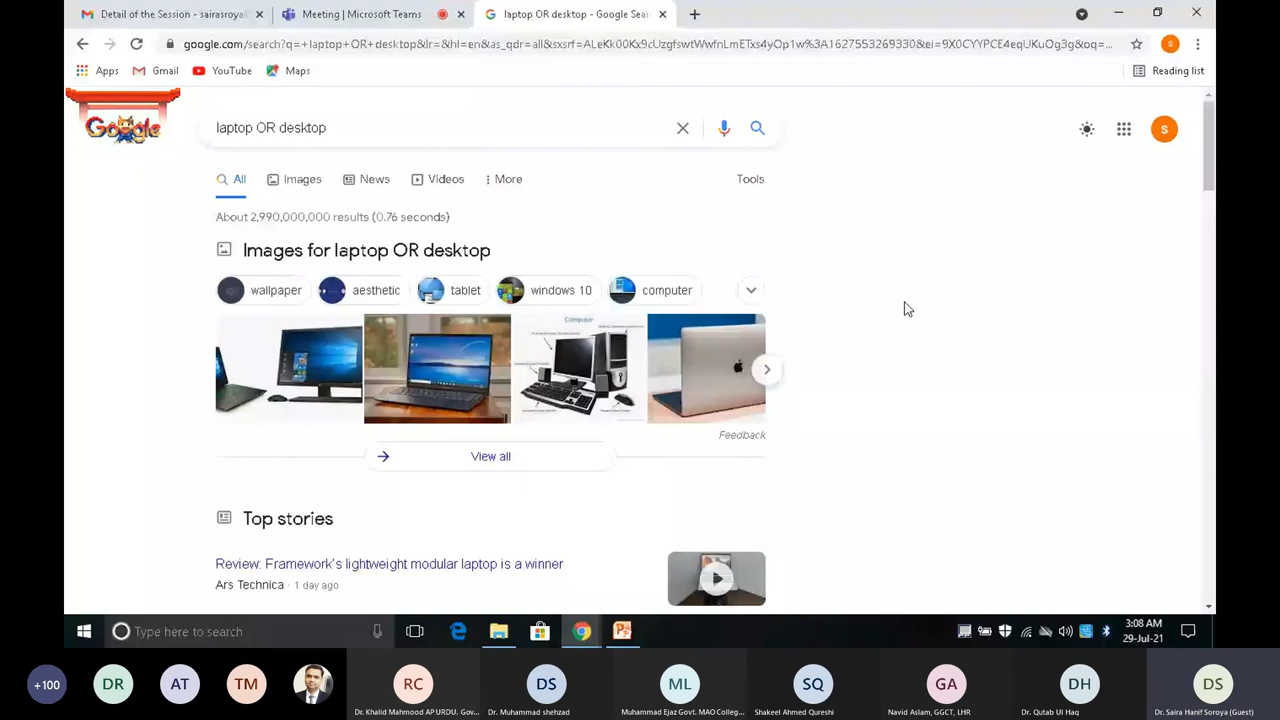 Detail of the Session - sairasroya
Meeting | Microsoft Teams
laptop OR desktop - Google Sear
google.com/search?q=+laptop+OR+desktop&lr=&hl=en&as_qdr=all&sxsrf=ALeKk00Kx9cUzgfswtWwfnLmETxs4yOp1w%3A1627553269330&ei=9X0CYYPCE4eqUKuOg3g&oq=...
S
Apps
Gmail
YouTube
Maps
Reading list
Google
laptop OR desktop
S
All
Images
News
Videos
More
Tools
About 2,990,000,000 results (0.76 seconds)
Images for laptop OR desktop
wallpaper
aesthetic
tablet
windows 10
computer
Computer
Feedback
View all
Top stories
Review: Framework's lightweight modular laptop is a winner
Ars Technica · 1 day ago
Type here to search
3:08 AM
29-Jul-21
+100
DR
AT
TM
RC
DS
ML
SQ
GA
DH
DS
Dr. Khalid Mahmood AP URDU. Gov...
Dr. Muhammad shehzad
Muhammad Ejaz Govt. MAO Colleg...
Shakeel Ahmed Qureshi
Navid Aslam, GGCT, LHR
Dr. Qutab Ul Haq
Dr. Saira Hanif Soroya (Guest)